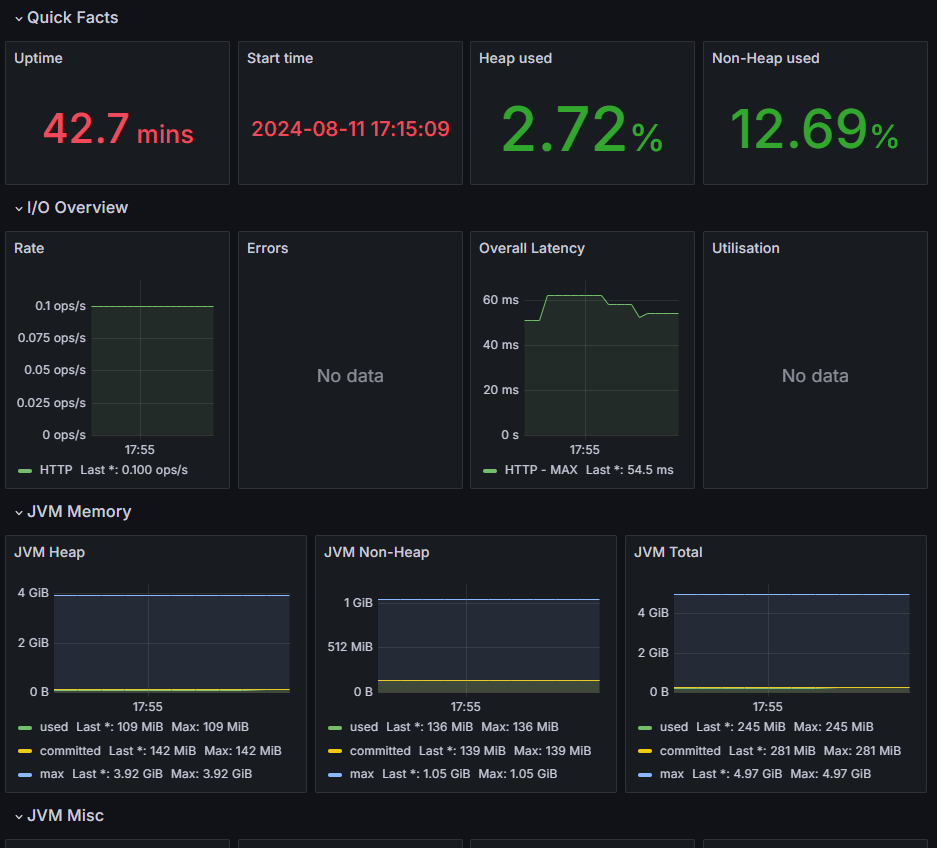 Quick Facts
Uptime
Start time
Heap used
Non-Heap used
42.7 mins
2024-08-11 17:15:09
2.72%
12.69%
I/O Overview
Rate
0.1 ops/s
0.075 ops/s
0.05 ops/s
0.025 ops/s
0 ops/s
17:55
HTTP Last *: 0.100 ops/s
Errors
No data
Overall Latency
60 ms
40 ms
20 ms
0 s
17:55
HTTP - MAX Last *: 54.5 ms
Utilisation
No data
JVM Memory
JVM Heap
4 GiB
2 GiB
0 B
17:55
used Last *: 109 MiB Max: 109 MiB
committed Last *: 142 MiB Max: 142 MiB
max Last *: 3.92 GiB Max: 3.92 GiB
JVM Non-Heap
1 GiB
512 MiB
0 B
17:55
used Last *: 136 MiB Max: 136 MiB
committed Last *: 139 MiB Max: 139 MiB
max Last *: 1.05 GiB Max: 1.05 GiB
JVM Total
4 GiB
2 GiB
0 B
17:55
used Last *: 245 MiB Max: 245 MiB
committed Last *: 281 MiB Max: 281 MiB
max Last *: 4.97 GiB Max: 4.97 GiB
JVM Misc